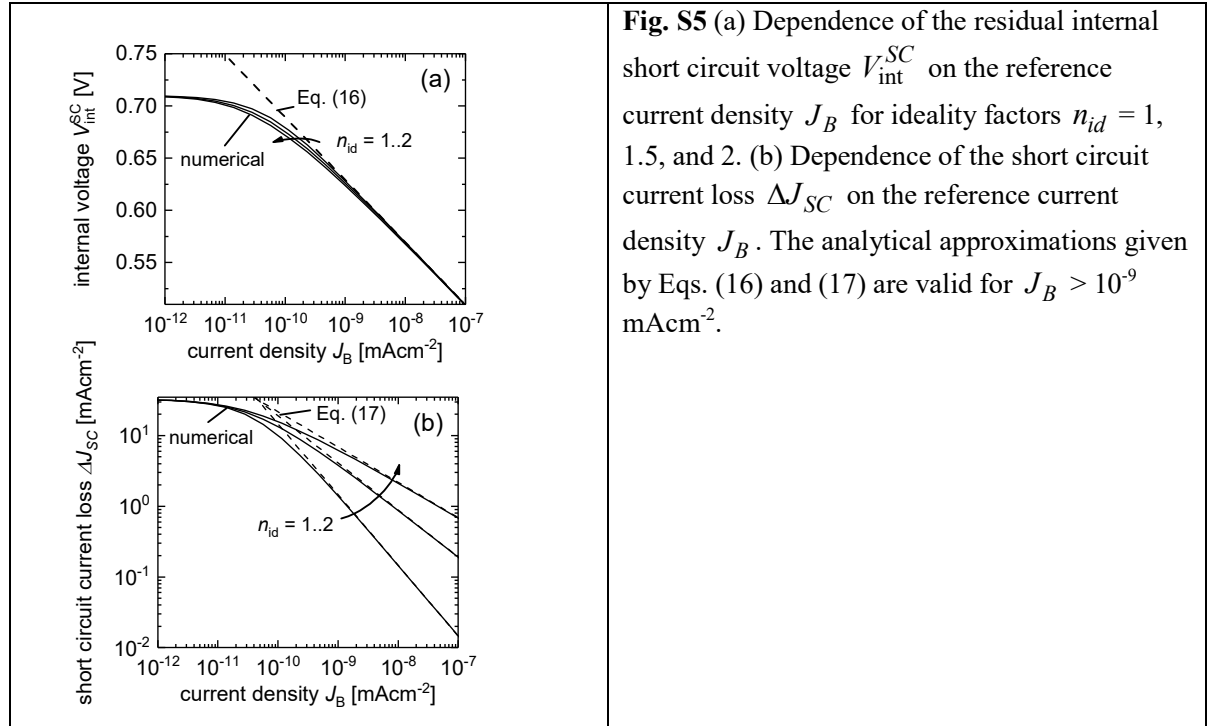 (a)
internal voltage V_int^SC [V]
0.75
0.70
0.65
0.60
0.55
Eq. (16)
n_id = 1..2
numerical
10^-12 10^-11 10^-10 10^-9 10^-8 10^-7
current density J_B [mAcm^-2]
(b)
short circuit current loss ΔJ_SC [mAcm^-2]
10^1
10^0
10^-1
10^-2
Eq. (17)
numerical
n_id = 1..2
10^-12 10^-11 10^-10 10^-9 10^-8 10^-7
current density J_B [mAcm^-2]
Fig. S5 (a) Dependence of the residual internal
short circuit voltage V_int^SC on the reference
current density J_B for ideality factors n_id = 1,
1.5, and 2. (b) Dependence of the short circuit
current loss ΔJ_SC on the reference current
density J_B. The analytical approximations given
by Eqs. (16) and (17) are valid for J_B > 10^-9
mAcm^-2.